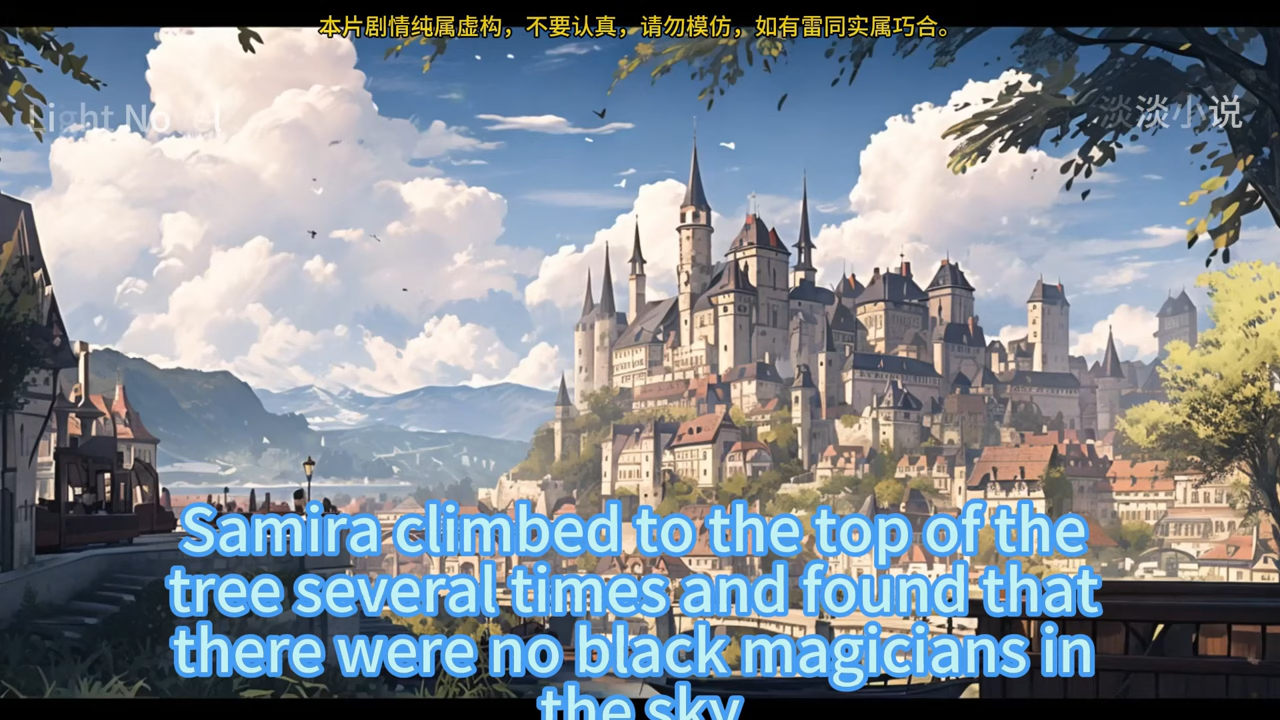 本片剧情纯属虚构，不要认真，请勿模仿，如有雷同实属巧合。
Light Novel
淡淡小说
Samira climbed to the top of the
tree several times and found that
there were no black magicians in
the sky